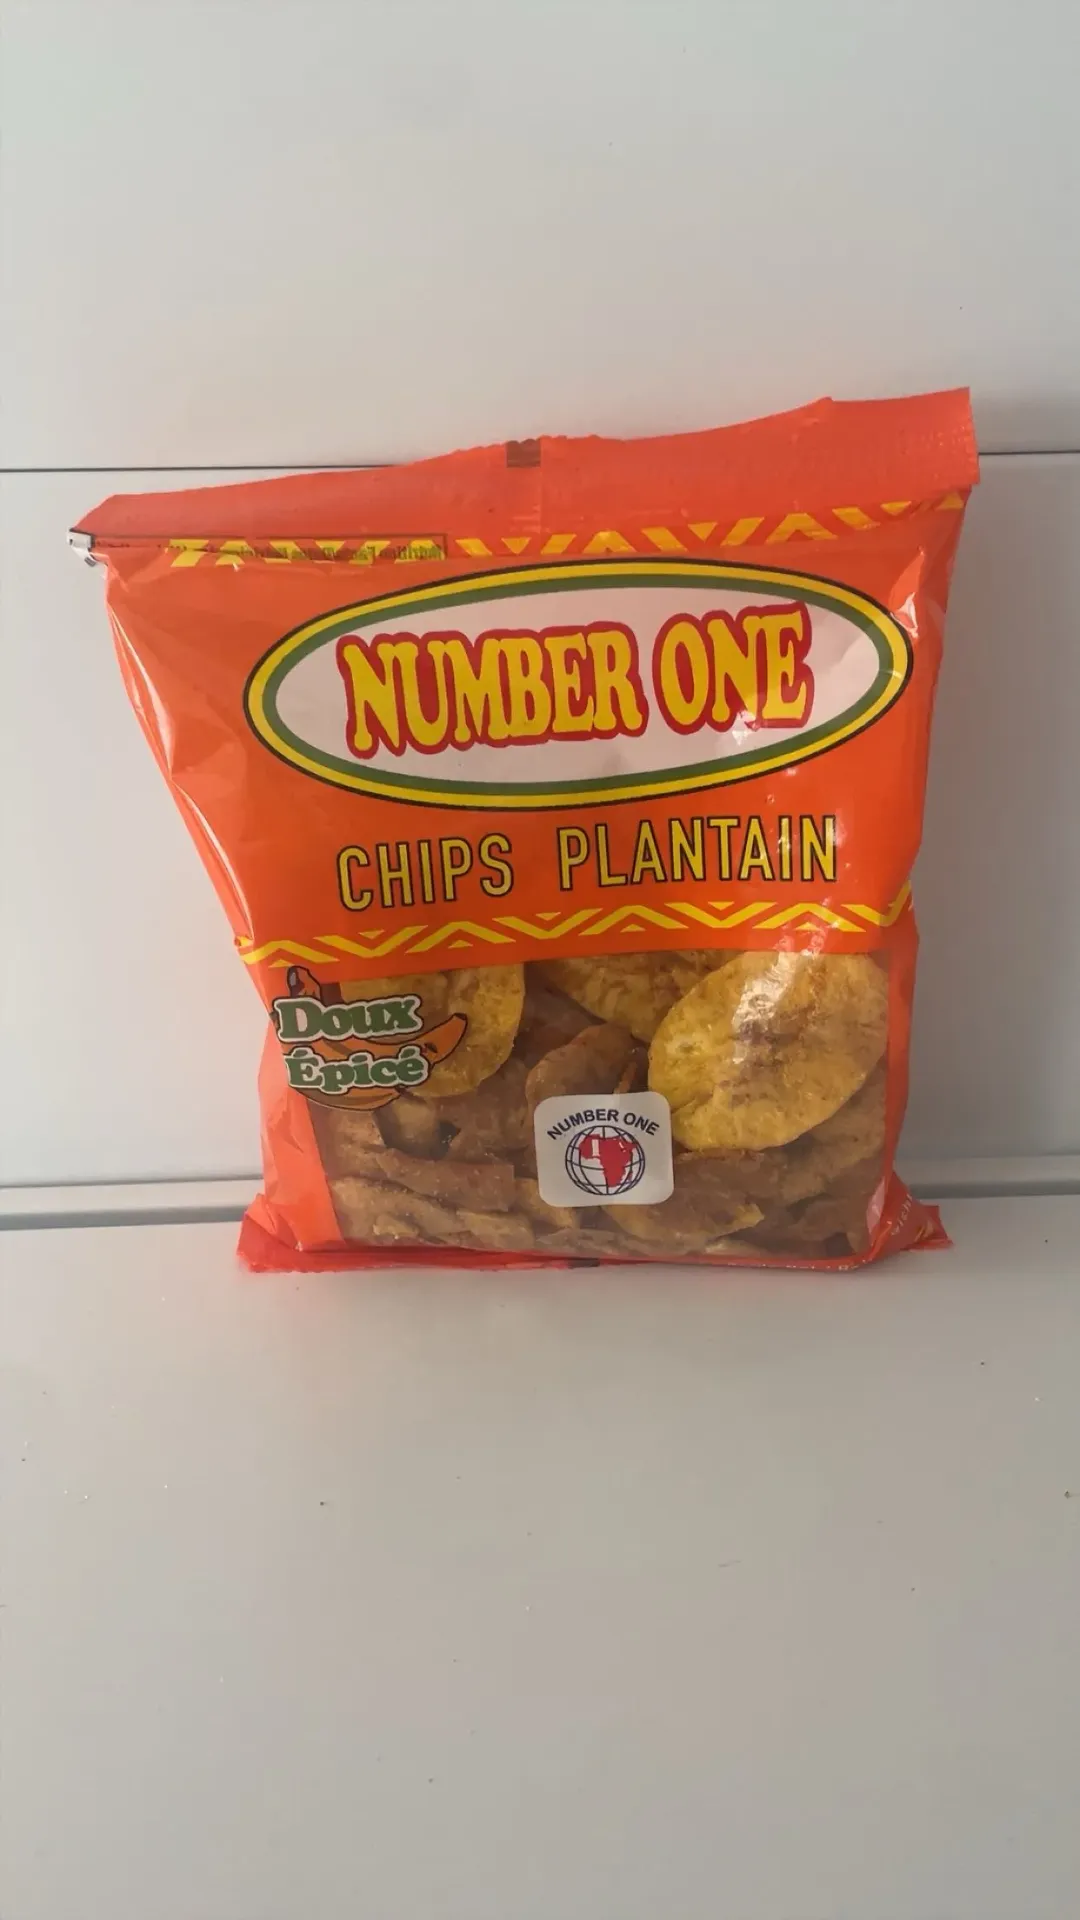 NUMBER ONE
CHIPS PLANTAIN
Doux
Épicé
NUMBER ONE